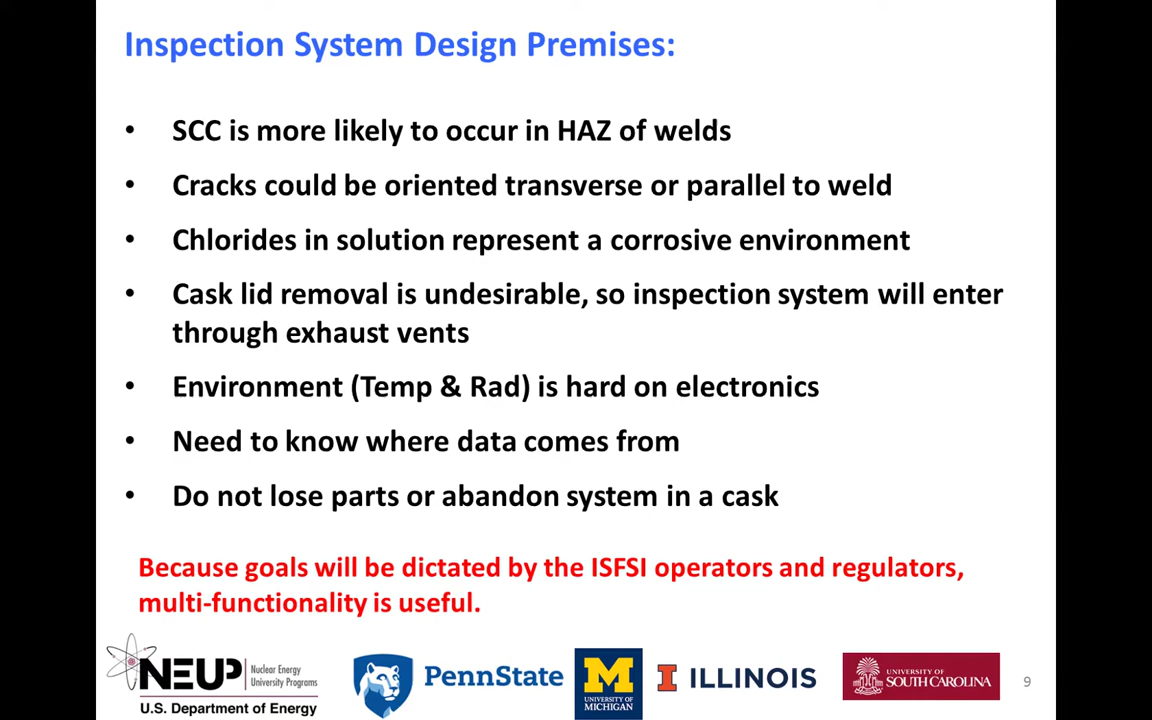 Inspection System Design Premises:
• SCC is more likely to occur in HAZ of welds
• Cracks could be oriented transverse or parallel to weld
• Chlorides in solution represent a corrosive environment
• Cask lid removal is undesirable, so inspection system will enter
through exhaust vents
• Environment (Temp & Rad) is hard on electronics
• Need to know where data comes from
• Do not lose parts or abandon system in a cask
Because goals will be dictated by the ISFSI operators and regulators,
multi-functionality is useful.
NEUP
Nuclear Energy
University Programs
U.S. Department of Energy
PennState
M
UNIVERSITY OF
MICHIGAN
I ILLINOIS
UNIVERSITY OF
SOUTH CAROLINA
9